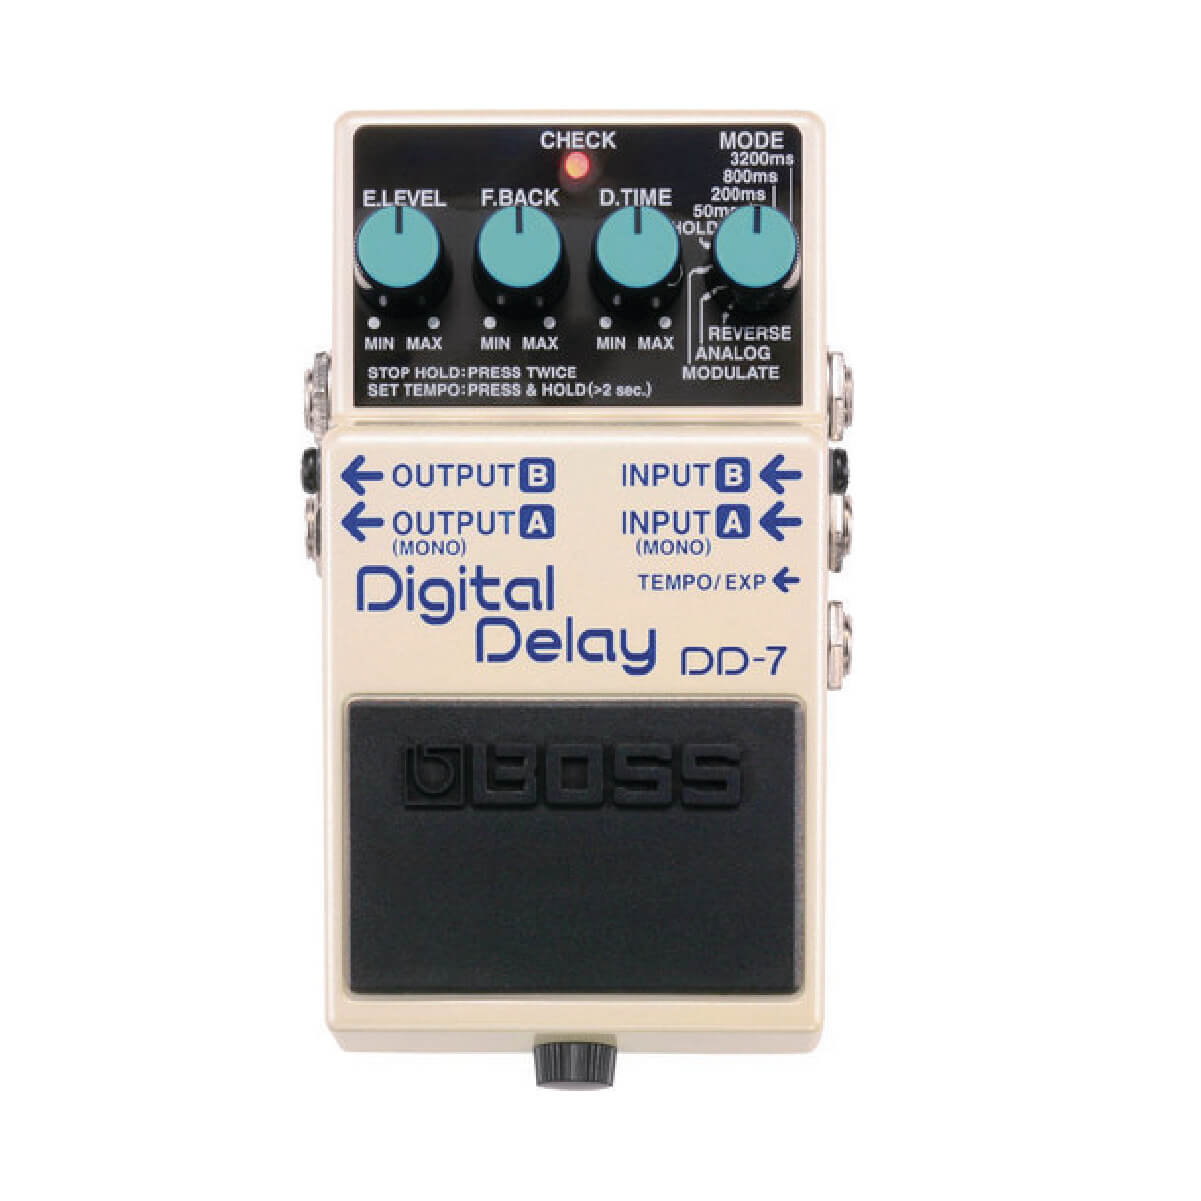 CHECK
MODE
3200ms
800ms
200ms
50ms
HOLD
E.LEVEL
F.BACK
D.TIME
MIN MAX
MIN MAX
MIN MAX
REVERSE
ANALOG
MODULATE
STOP HOLD:PRESS TWICE
SET TEMPO:PRESS & HOLD(>2 sec.)
OUTPUT B
INPUT B
OUTPUT A
INPUT A
(MONO)
(MONO)
TEMPO/EXP
Digital
Delay
DD-7
BOSS